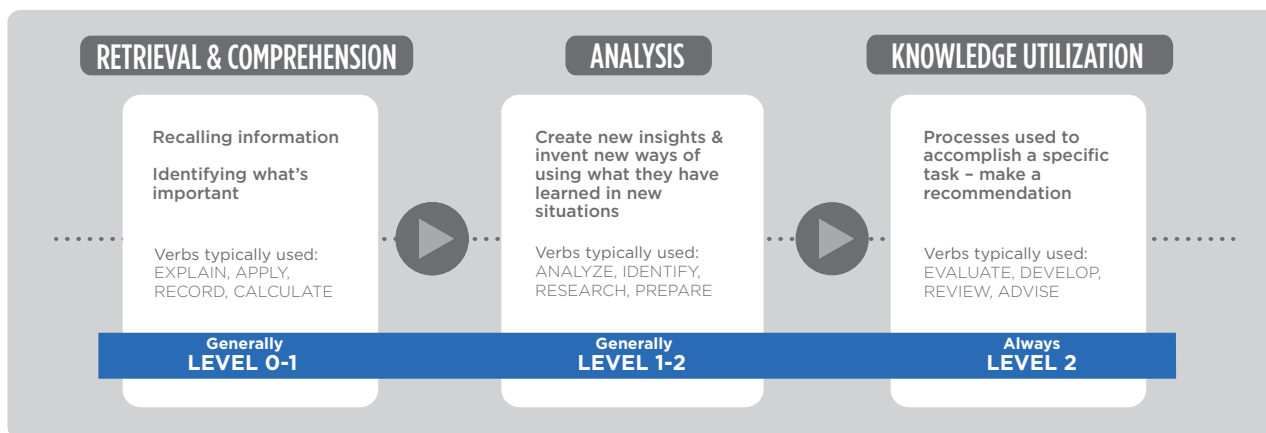 RETRIEVAL & COMPREHENSION
Recalling information
Identifying what's
important
Verbs typically used:
EXPLAIN, APPLY,
RECORD, CALCULATE
Generally
LEVEL 0-1
ANALYSIS
Create new insights &
invent new ways of
using what they have
learned in new
situations
Verbs typically used:
ANALYZE, IDENTIFY,
RESEARCH, PREPARE
Generally
LEVEL 1-2
KNOWLEDGE UTILIZATION
Processes used to
accomplish a specific
task – make a
recommendation
Verbs typically used:
EVALUATE, DEVELOP,
REVIEW, ADVISE
Always
LEVEL 2